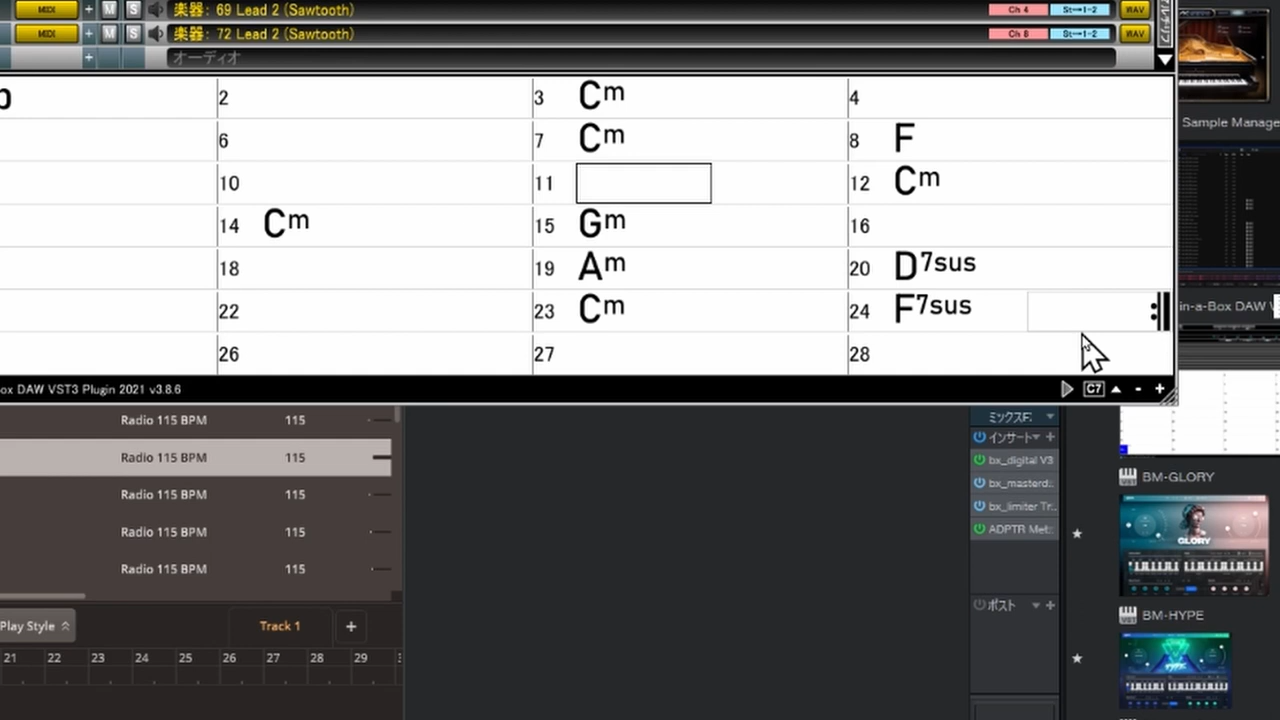 MIDI + M S 楽器: 69 Lead 2 (Sawtooth) Ch 4 St→1-2 WAV
MIDI + M S 楽器: 72 Lead 2 (Sawtooth) Ch 8 St→1-2 WAV
+ オーディオ
b 2 3 Cm 4
6 7 Cm 8 F
10 11 12 Cm
14 Cm 15 Gm 16
18 19 Am 20 D7sus
22 23 Cm 24 F7sus
26 27 28
ox DAW VST3 Plugin 2021 v3.8.6 C7 - +
Radio 115 BPM 115
Radio 115 BPM 115
Radio 115 BPM 115
Radio 115 BPM 115
Radio 115 BPM 115
Play Style Track 1 +
21 22 23 24 25 26 27 28 29
ミックスF
インサート +
bx_digital V3
bx_masterd..
bx_limiter Tr..
ADPTR Met..
ポスト +
Sample Manage
in-a-Box DAW V
BM-GLORY
GLORY
BM-HYPE